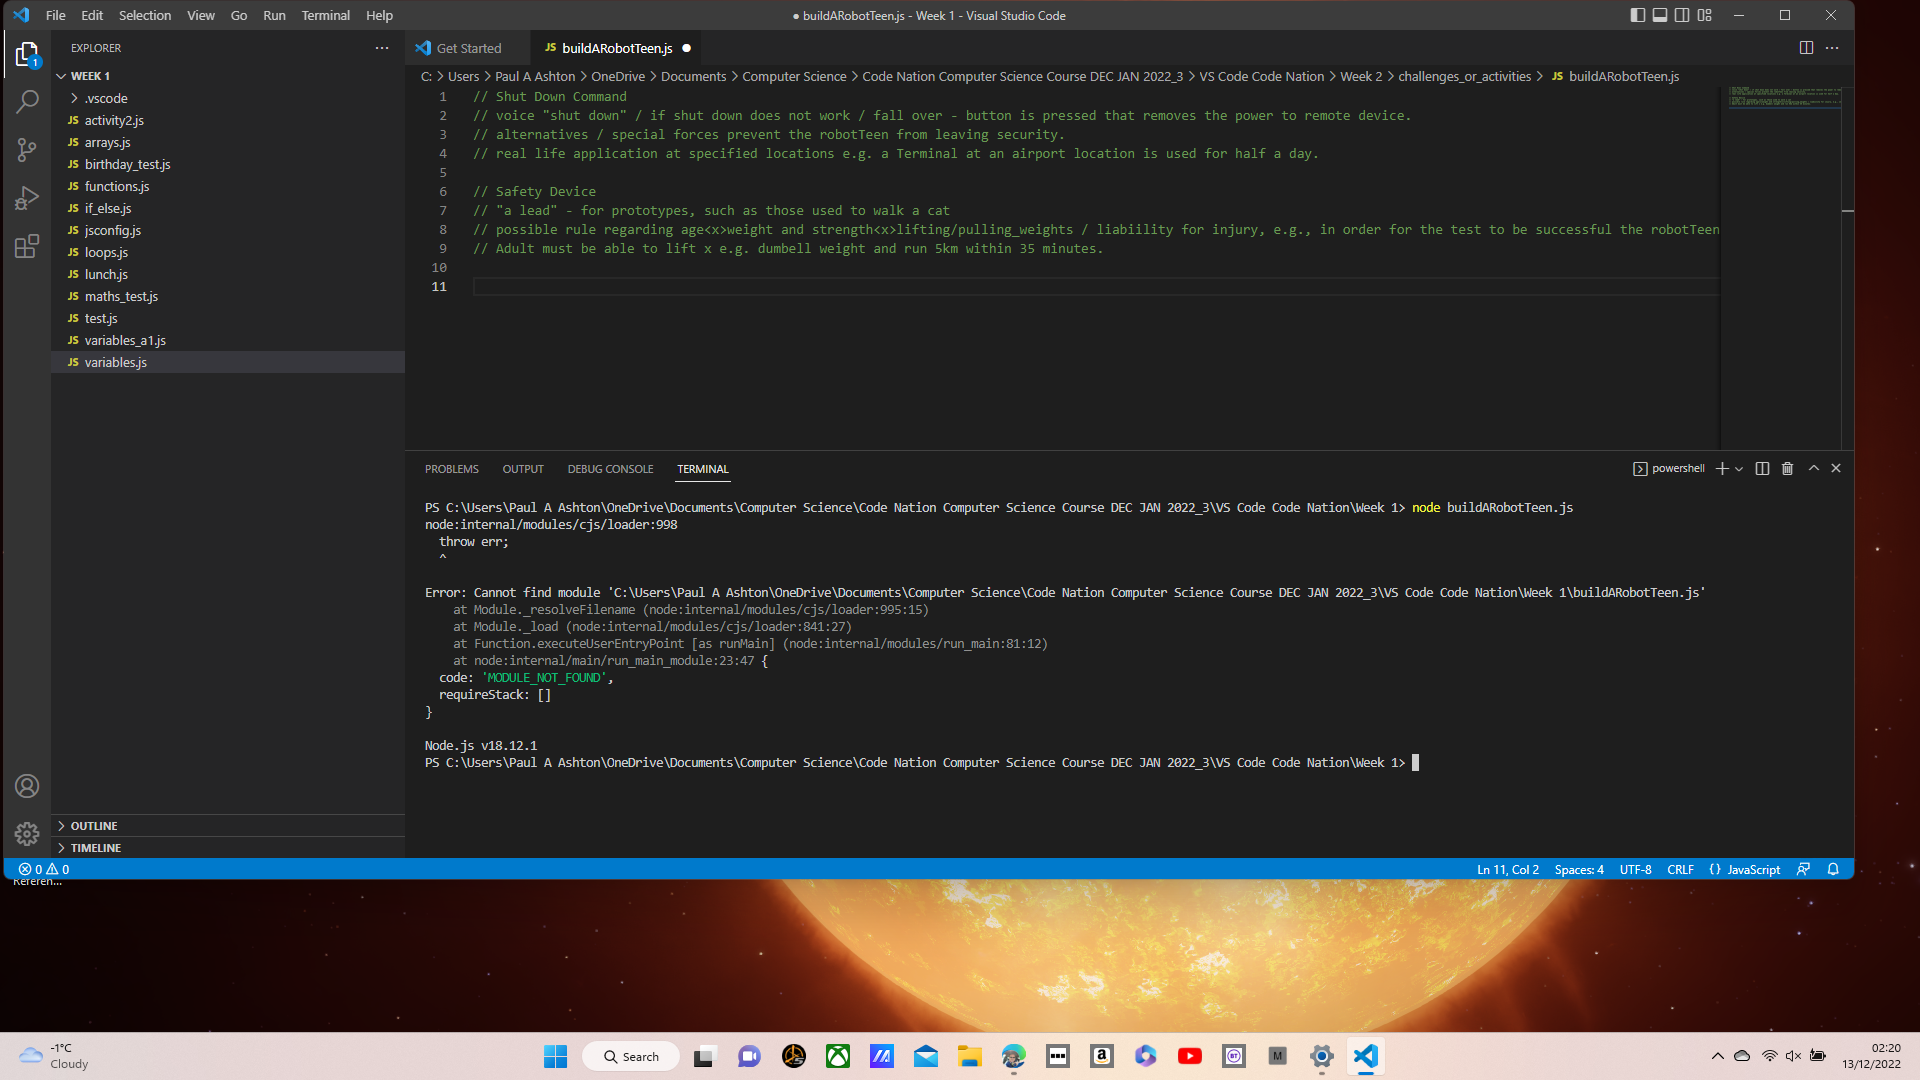 File Edit Selection View Go Run Terminal Help
● buildARobotTeen.js - Week 1 - Visual Studio Code
EXPLORER
Get Started
JS buildARobotTeen.js
1
WEEK 1
C: > Users > Paul A Ashton > OneDrive > Documents > Computer Science > Code Nation Computer Science Course DEC JAN 2022_3 > VS Code Code Nation > Week 2 > challenges_or_activities > JS buildARobotTeen.js
> .vscode
JS activity2.js
JS arrays.js
JS birthday_test.js
JS functions.js
JS if_else.js
JS jsconfig.js
JS loops.js
JS lunch.js
JS maths_test.js
JS test.js
JS variables_a1.js
JS variables.js
1 // Shut Down Command
2 // voice "shut down" / if shut down does not work / fall over - button is pressed that removes the power to remote device.
3 // alternatives / special forces prevent the robotTeen from leaving security.
4 // real life application at specified locations e.g. a Terminal at an airport location is used for half a day.
5
6 // Safety Device
7 // "a lead" - for prototypes, such as those used to walk a cat
8 // possible rule regarding age<x>weight and strength<x>lifting/pulling_weights / liabiility for injury, e.g., in order for the test to be successful the robotTeen
9 // Adult must be able to lift x e.g. dumbell weight and run 5km within 35 minutes.
10
11
PROBLEMS OUTPUT DEBUG CONSOLE TERMINAL
powershell
PS C:\Users\Paul A Ashton\OneDrive\Documents\Computer Science\Code Nation Computer Science Course DEC JAN 2022_3\VS Code Code Nation\Week 1> node buildARobotTeen.js
node:internal/modules/cjs/loader:998
throw err;
^
Error: Cannot find module 'C:\Users\Paul A Ashton\OneDrive\Documents\Computer Science\Code Nation Computer Science Course DEC JAN 2022_3\VS Code Code Nation\Week 1\buildARobotTeen.js'
at Module._resolveFilename (node:internal/modules/cjs/loader:995:15)
at Module._load (node:internal/modules/cjs/loader:841:27)
at Function.executeUserEntryPoint [as runMain] (node:internal/modules/run_main:81:12)
at node:internal/main/run_main_module:23:47 {
code: 'MODULE_NOT_FOUND',
requireStack: []
}
Node.js v18.12.1
PS C:\Users\Paul A Ashton\OneDrive\Documents\Computer Science\Code Nation Computer Science Course DEC JAN 2022_3\VS Code Code Nation\Week 1>
OUTLINE
TIMELINE
0 0
Ln 11, Col 2 Spaces: 4 UTF-8 CRLF {} JavaScript
Referen...
-1°C
Cloudy
Search
02:20
13/12/2022